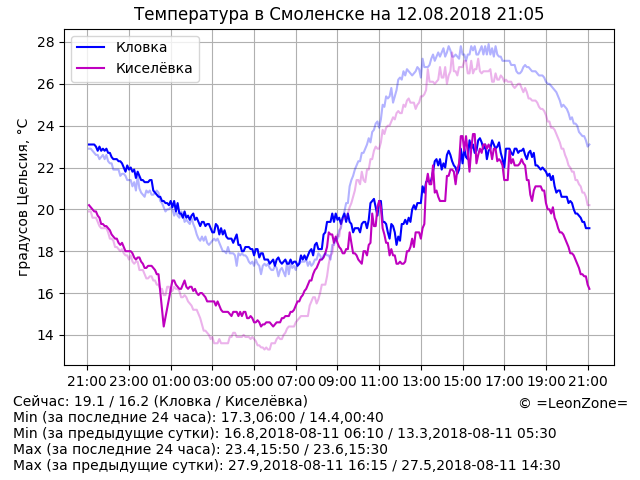 Температура в Смоленске на 12.08.2018 21:05
Кловка
Киселёвка
градусов Цельсия, °C
28
26
24
22
20
18
16
14
21:00 23:00 01:00 03:00 05:00 07:00 09:00 11:00 13:00 15:00 17:00 19:00 21:00
© =LeonZone=
Сейчас: 19.1 / 16.2 (Кловка / Киселёвка)
Min (за последние 24 часа): 17.3,06:00 / 14.4,00:40
Min (за предыдущие сутки): 16.8,2018-08-11 06:10 / 13.3,2018-08-11 05:30
Max (за последние 24 часа): 23.4,15:50 / 23.6,15:30
Max (за предыдущие сутки): 27.9,2018-08-11 16:15 / 27.5,2018-08-11 14:30